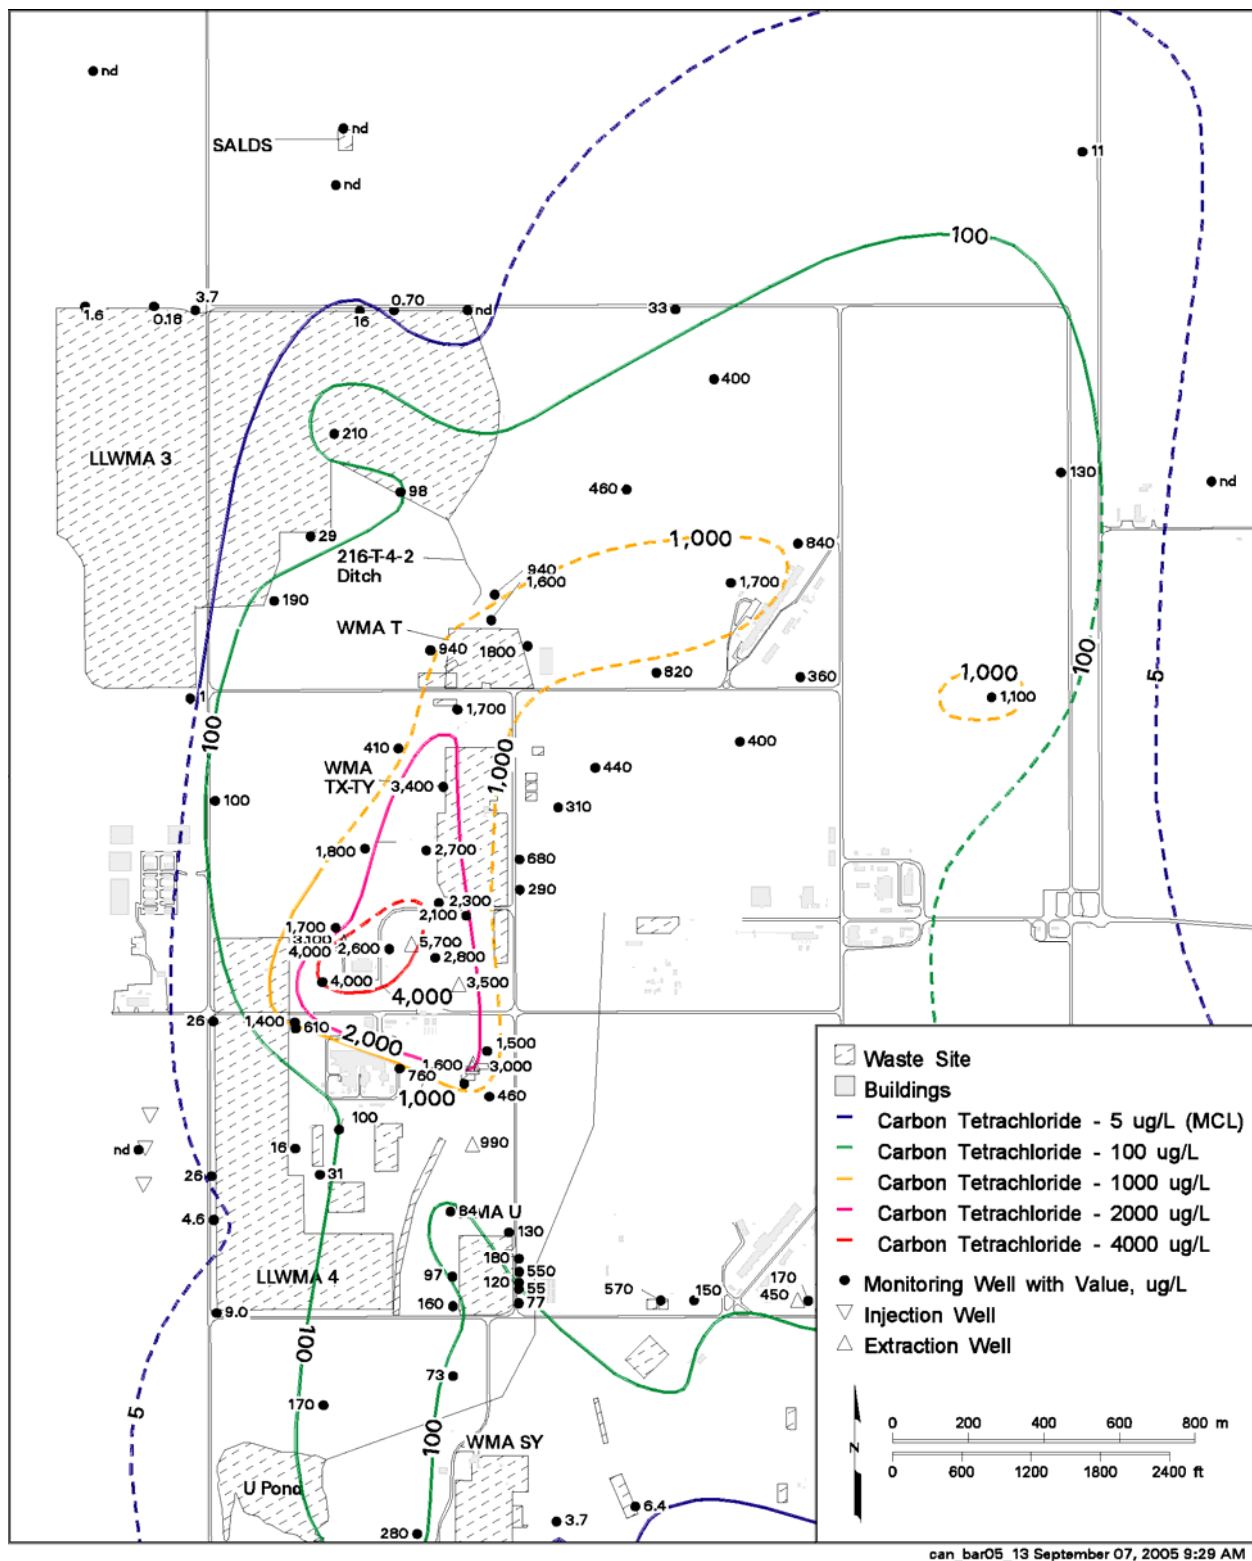 nd
SALDS
nd
nd
11
100
3.7
0.70
1.6
0.18
16
nd
33
400
210
LLWMA 3
98
460
130
nd
29
1,000
840
216-T-4-2
Ditch
940
1,600
1,700
190
WMA T
940
1800
820
360
100
5
1,000
1,100
1
1,700
100
410
1,000
400
WMA
TX-TY
440
3,400
310
100
1,800
2,700
680
290
2,300
2,100
1,700
3,100
4,000
2,600
5,700
2,800
4,000
3,500
4,000
26
1,400
610
2,000
1,500
1,600
3,000
760
1,000
460
100
nd
16
990
31
26
4.6
84
MA U
130
180
LLWMA 4
97
550
120
55
570
150
170
450
9.0
160
77
100
73
5
170
100
WMA SY
U Pond
6.4
3.7
280
Waste Site
Buildings
Carbon Tetrachloride - 5 ug/L (MCL)
Carbon Tetrachloride - 100 ug/L
Carbon Tetrachloride - 1000 ug/L
Carbon Tetrachloride - 2000 ug/L
Carbon Tetrachloride - 4000 ug/L
Monitoring Well with Value, ug/L
Injection Well
Extraction Well
0 200 400 600 800 m
N
0 600 1200 1800 2400 ft
can_bar05_13 September 07, 2005 9:29 AM